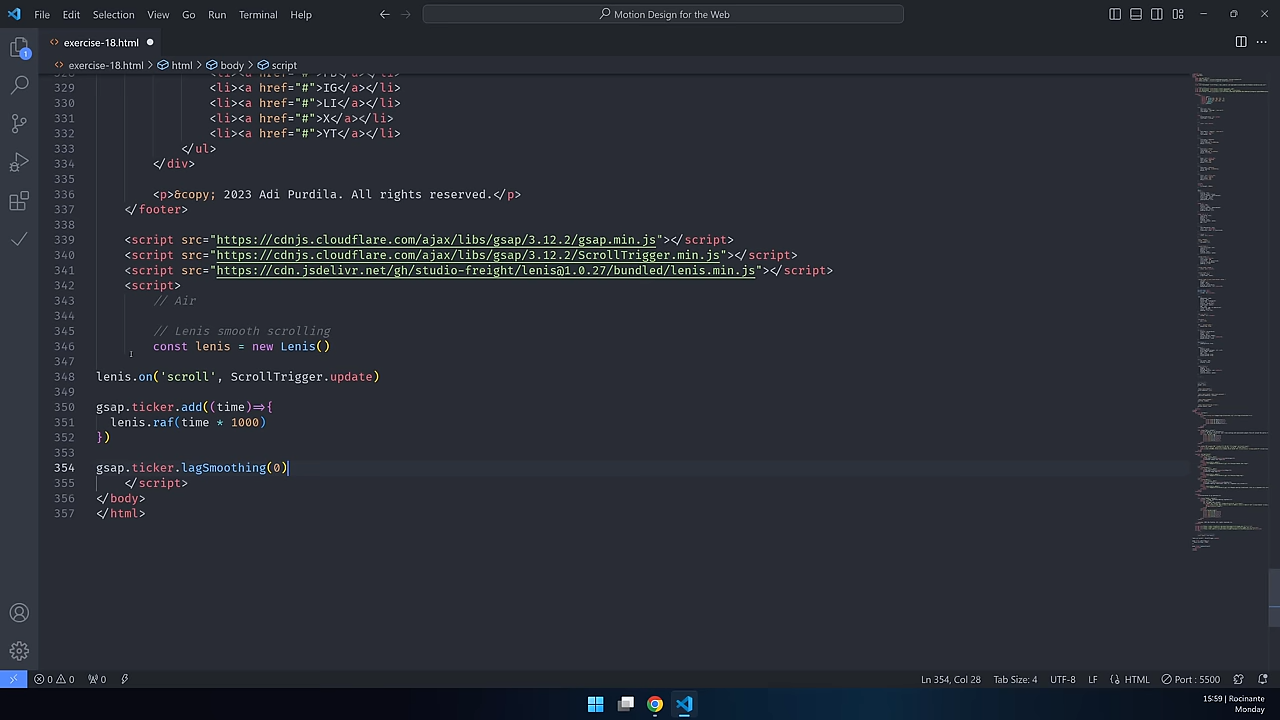 File Edit Selection View Go Run Terminal Help
Motion Design for the Web
exercise-18.html
exercise-18.html > html > body > script
1
329 <li><a href="#">IG</a></li>
330 <li><a href="#">LI</a></li>
331 <li><a href="#">X</a></li>
332 <li><a href="#">YT</a></li>
333 </ul>
334 </div>
335
336 <p>&copy; 2023 Adi Purdila. All rights reserved.</p>
337 </footer>
338
339 <script src="https://cdnjs.cloudflare.com/ajax/libs/gsap/3.12.2/gsap.min.js"></script>
340 <script src="https://cdnjs.cloudflare.com/ajax/libs/gsap/3.12.2/ScrollTrigger.min.js"></script>
341 <script src="https://cdn.jsdelivr.net/gh/studio-freight/lenis@1.0.27/bundled/lenis.min.js"></script>
342 <script>
343 // Air
344
345 // Lenis smooth scrolling
346 const lenis = new Lenis()
347
348 lenis.on('scroll', ScrollTrigger.update)
349
350 gsap.ticker.add((time)=>{
351 lenis.raf(time * 1000)
352 })
353
354 gsap.ticker.lagSmoothing(0)
355 </script>
356 </body>
357 </html>
0 0 0 Ln 354, Col 28 Tab Size: 4 UTF-8 LF HTML Port : 5500
15:59 | Rocinante
Monday